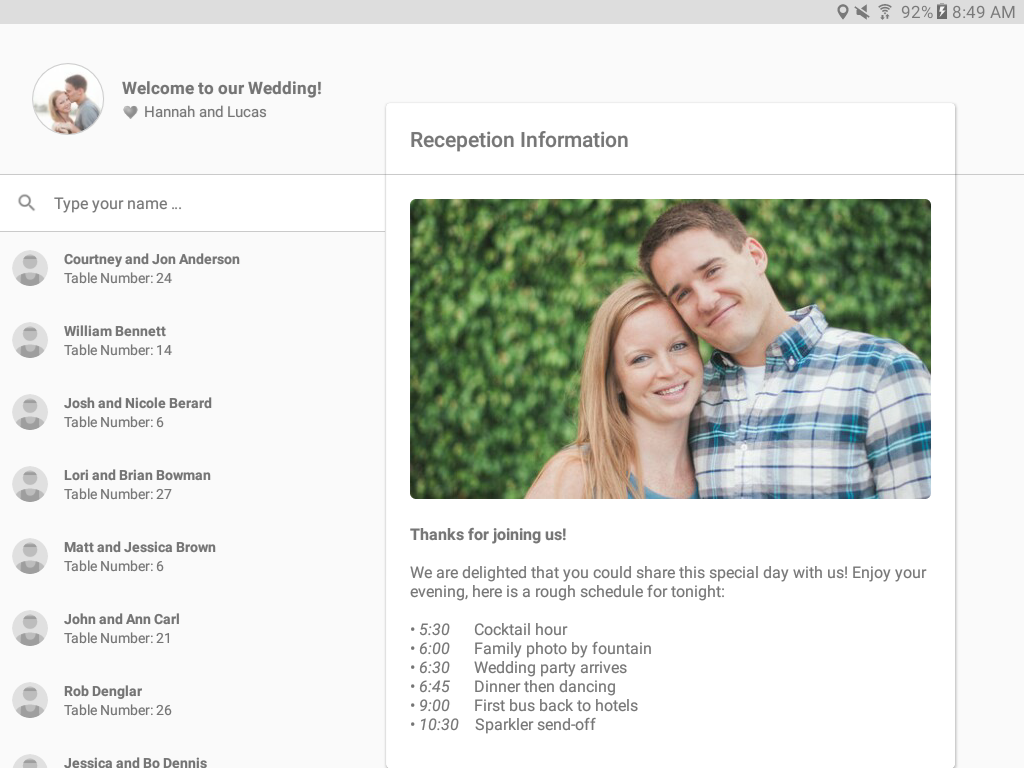 92% 8:49 AM
Welcome to our Wedding!
Hannah and Lucas
Type your name ...
Courtney and Jon Anderson
Table Number: 24
William Bennett
Table Number: 14
Josh and Nicole Berard
Table Number: 6
Lori and Brian Bowman
Table Number: 27
Matt and Jessica Brown
Table Number: 6
John and Ann Carl
Table Number: 21
Rob Denglar
Table Number: 26
Jessica and Bo Dennis
Recepetion Information
Thanks for joining us!
We are delighted that you could share this special day with us! Enjoy your
evening, here is a rough schedule for tonight:
• 5:30 Cocktail hour
• 6:00 Family photo by fountain
• 6:30 Wedding party arrives
• 6:45 Dinner then dancing
• 9:00 First bus back to hotels
• 10:30 Sparkler send-off